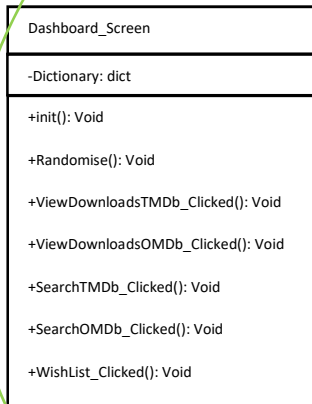 Dashboard_Screen
-Dictionary: dict
+init(): Void
+Randomise(): Void
+ViewDownloadsTMDb_Clicked(): Void
+ViewDownloadsOMDb_Clicked(): Void
+SearchTMDb_Clicked(): Void
+SearchOMDb_Clicked(): Void
+WishList_Clicked(): Void